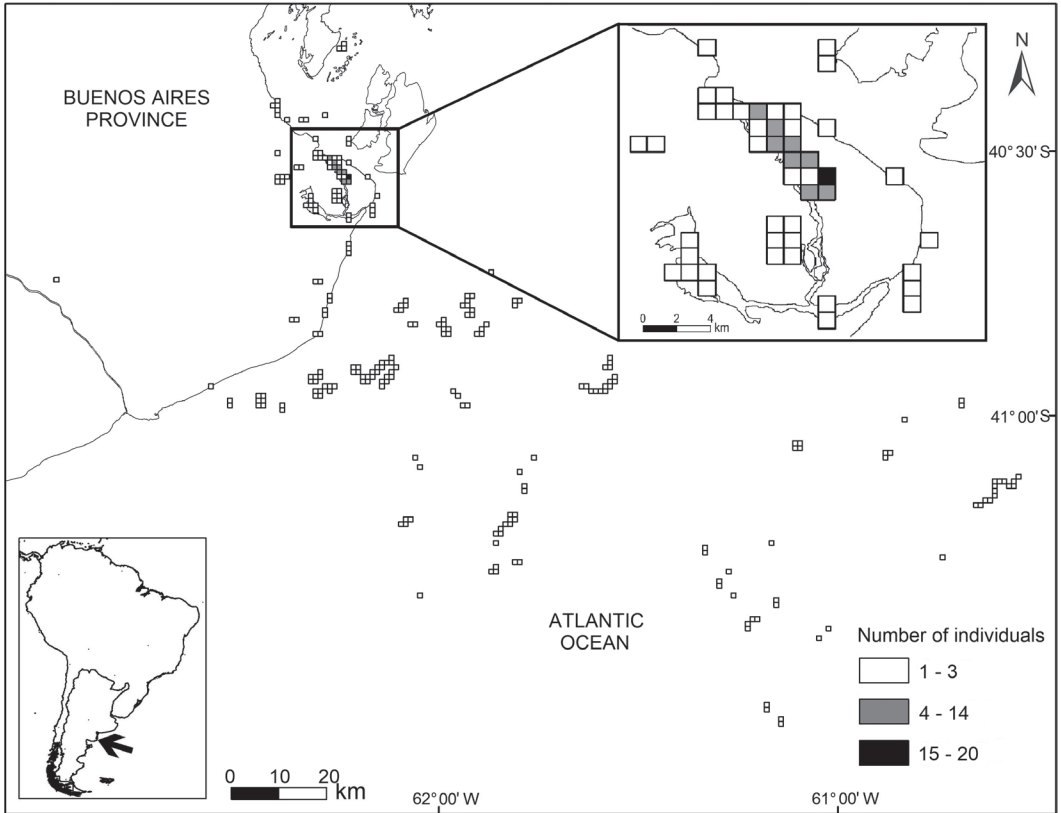 BUENOS AIRES
PROVINCE
N
40° 30' S
0 2 4
km
41° 00' S
ATLANTIC
OCEAN
Number of individuals
1 - 3
4 - 14
15 - 20
0 10 20
km
62° 00' W
61° 00' W